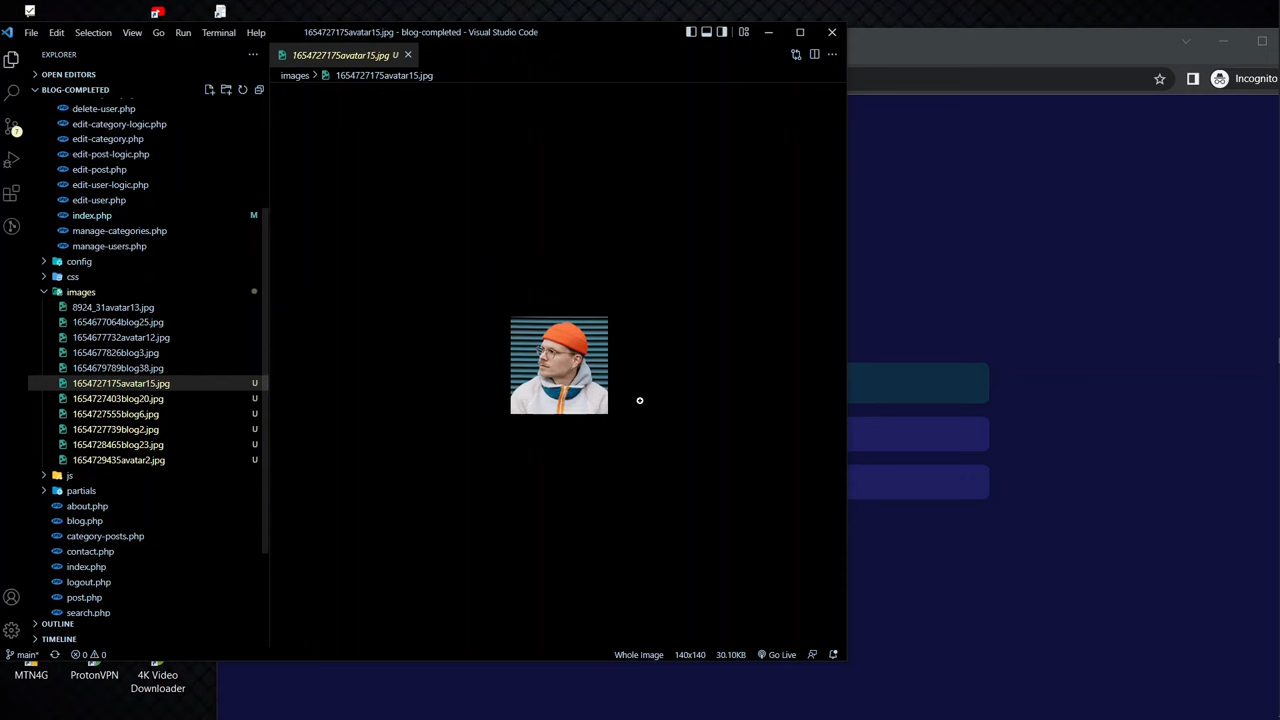 File Edit Selection View Go Run Terminal Help
1654727175avatar15.jpg - blog-completed - Visual Studio Code
EXPLORER
OPEN EDITORS
BLOG-COMPLETED
delete-user.php
edit-category-logic.php
edit-category.php
edit-post-logic.php
edit-post.php
edit-user-logic.php
edit-user.php
index.php M
manage-categories.php
manage-users.php
config
css
images
8924_31avatar13.jpg
1654677064blog25.jpg
1654677732avatar12.jpg
1654677826blog3.jpg
1654679789blog38.jpg
1654727175avatar15.jpg U
1654727403blog20.jpg U
1654727555blog6.jpg U
1654727739blog2.jpg U
1654728465blog23.jpg U
1654729435avatar2.jpg U
js
partials
about.php
blog.php
category-posts.php
contact.php
index.php
logout.php
post.php
search.php
OUTLINE
TIMELINE
1654727175avatar15.jpg U
images > 1654727175avatar15.jpg
7
main* 0 0
Whole Image 140x140 30.10KB Go Live
Incognito
MTN4G ProtonVPN 4K Video
Downloader